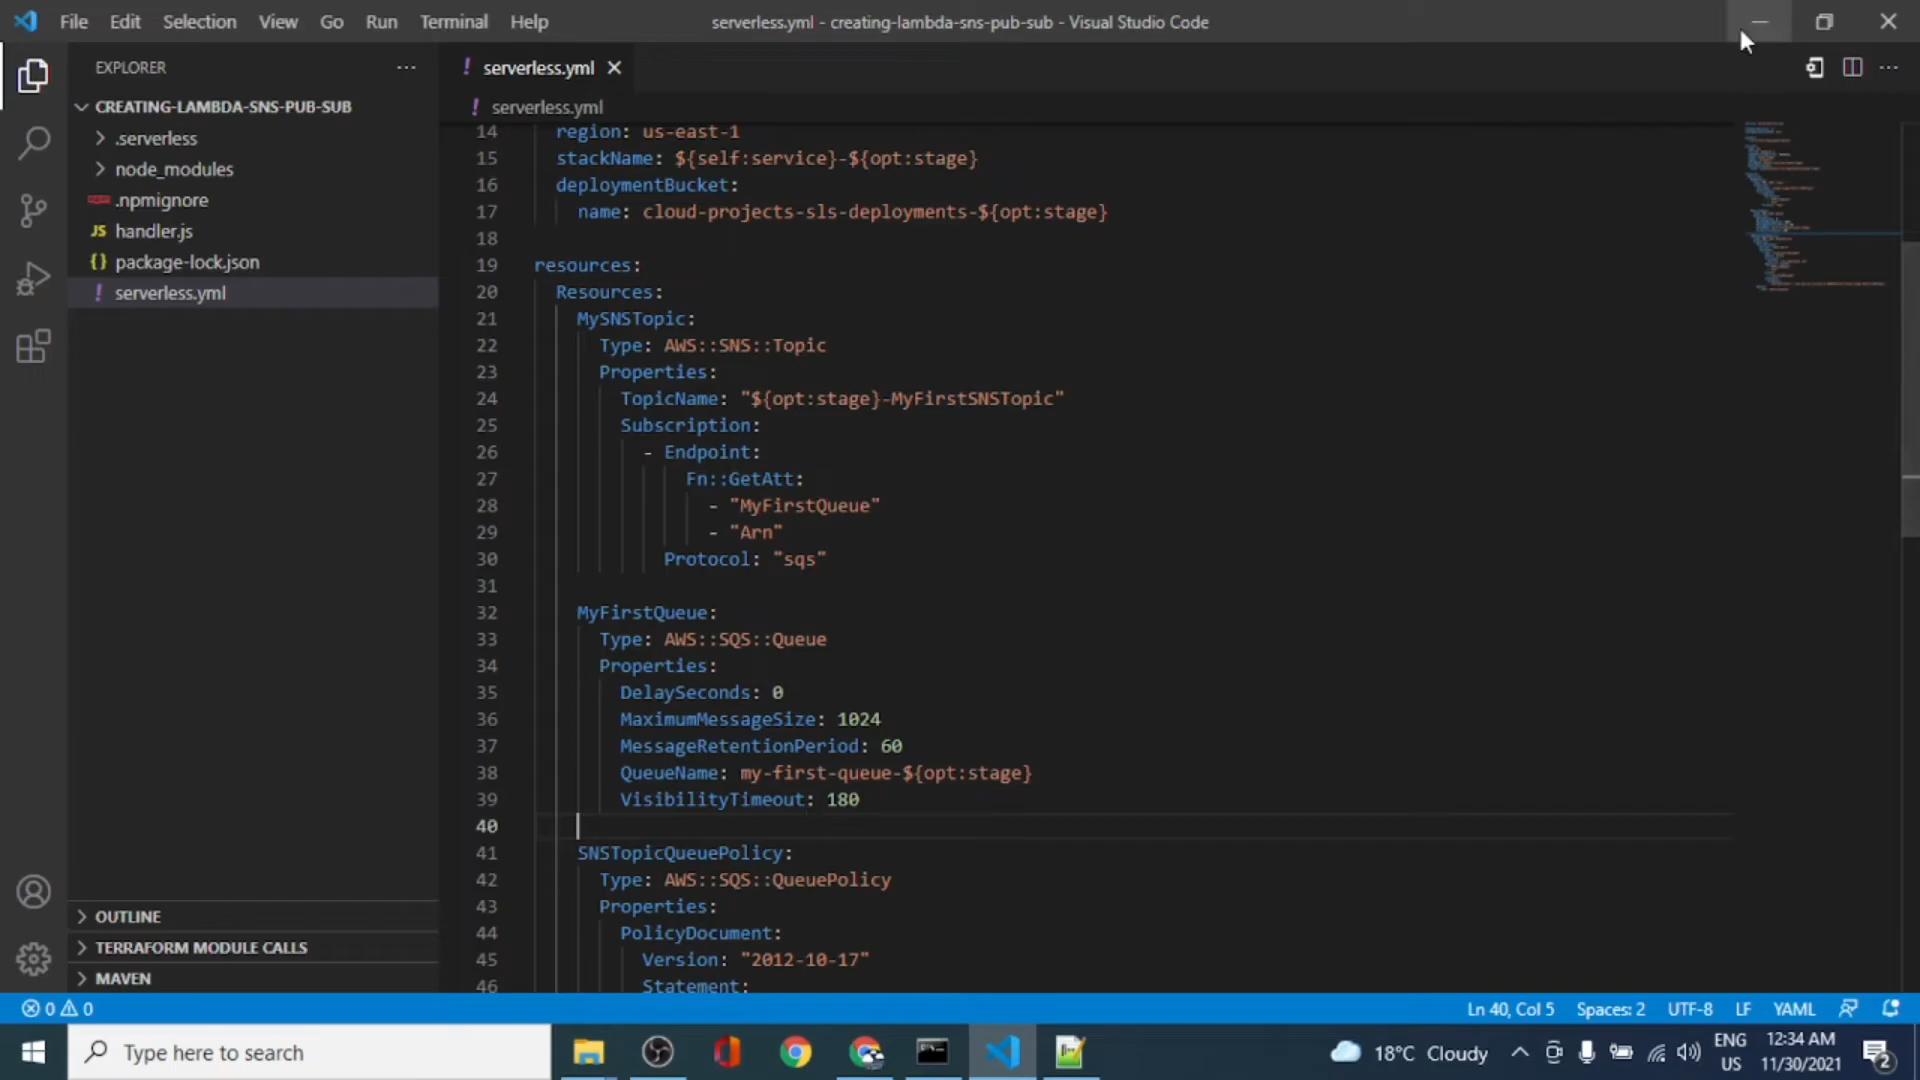 File Edit Selection View Go Run Terminal Help
serverless.yml - creating-lambda-sns-pub-sub - Visual Studio Code
EXPLORER
CREATING-LAMBDA-SNS-PUB-SUB
.serverless
node_modules
.npmignore
JS handler.js
{} package-lock.json
! serverless.yml
OUTLINE
TERRAFORM MODULE CALLS
MAVEN
! serverless.yml
! serverless.yml
14 region: us-east-1
15 stackName: ${self:service}-${opt:stage}
16 deploymentBucket:
17 name: cloud-projects-sls-deployments-${opt:stage}
18
19 resources:
20 Resources:
21 MySNSTopic:
22 Type: AWS::SNS::Topic
23 Properties:
24 TopicName: "${opt:stage}-MyFirstSNSTopic"
25 Subscription:
26 - Endpoint:
27 Fn::GetAtt:
28 - "MyFirstQueue"
29 - "Arn"
30 Protocol: "sqs"
31
32 MyFirstQueue:
33 Type: AWS::SQS::Queue
34 Properties:
35 DelaySeconds: 0
36 MaximumMessageSize: 1024
37 MessageRetentionPeriod: 60
38 QueueName: my-first-queue-${opt:stage}
39 VisibilityTimeout: 180
40
41 SNSTopicQueuePolicy:
42 Type: AWS::SQS::QueuePolicy
43 Properties:
44 PolicyDocument:
45 Version: "2012-10-17"
46 Statement:
0 0
Ln 40, Col 5 Spaces: 2 UTF-8 LF YAML
Type here to search
18°C Cloudy
ENG
US
12:34 AM
11/30/2021
2